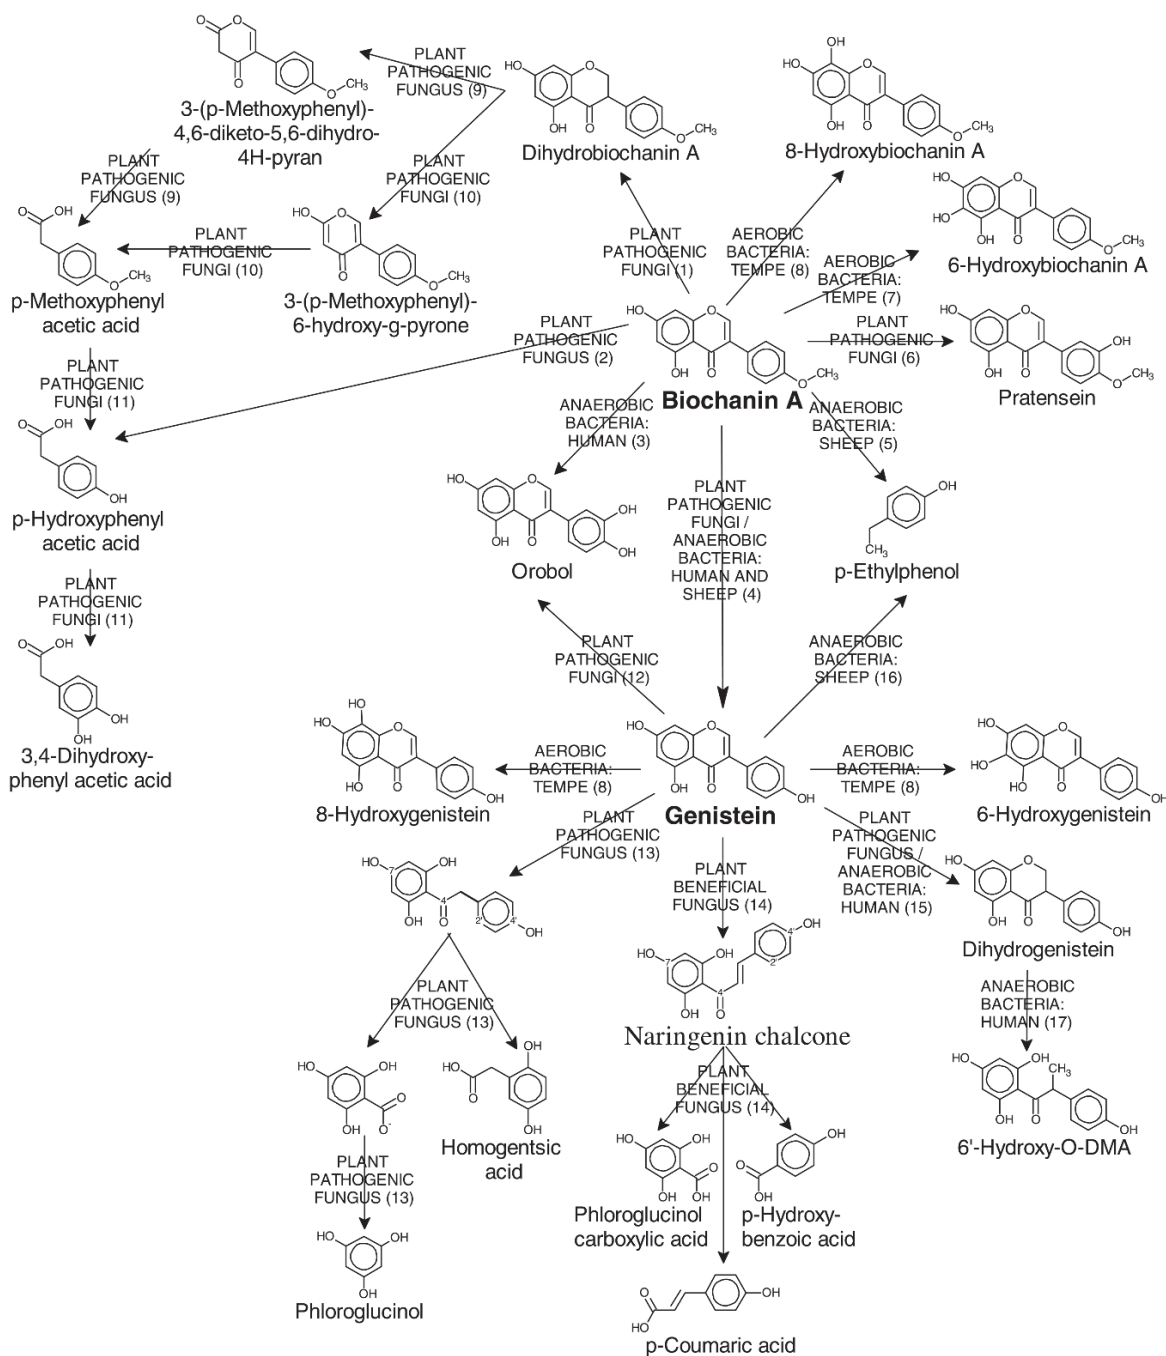 PLANT
PATHOGENIC
FUNGUS (9)
3-(p-Methoxyphenyl)-
4,6-diketo-5,6-dihydro-
4H-pyran
Dihydrobiochanin A
8-Hydroxybiochanin A
PLANT
PATHOGENIC
FUNGUS (9)
PLANT
PATHOGENIC
FUNGI (10)
PLANT
PATHOGENIC
FUNGI (1)
AEROBIC
BACTERIA:
TEMPE (8)
AEROBIC
BACTERIA:
TEMPE (7)
6-Hydroxybiochanin A
PLANT
PATHOGENIC
FUNGI (10)
p-Methoxyphenyl
acetic acid
3-(p-Methoxyphenyl)-
6-hydroxy-g-pyrone
PLANT
PATHOGENIC
FUNGUS (2)
PLANT
PATHOGENIC
FUNGI (6)
Biochanin A
Pratensein
PLANT
PATHOGENIC
FUNGI (11)
ANAEROBIC
BACTERIA:
HUMAN (3)
ANAEROBIC
BACTERIA:
SHEEP (5)
p-Hydroxyphenyl
acetic acid
PLANT
PATHOGENIC
FUNGI /
ANAEROBIC
BACTERIA:
HUMAN AND
SHEEP (4)
Orobol
p-Ethylphenol
PLANT
PATHOGENIC
FUNGI (11)
PLANT
PATHOGENIC
FUNGI (12)
ANAEROBIC
BACTERIA:
SHEEP (16)
3,4-Dihydroxy-
phenyl acetic acid
AEROBIC
BACTERIA:
TEMPE (8)
AEROBIC
BACTERIA:
TEMPE (8)
8-Hydroxygenistein
Genistein
6-Hydroxygenistein
PLANT
PATHOGENIC
FUNGUS (13)
PLANT
BENEFICIAL
FUNGUS (14)
PLANT
PATHOGENIC
FUNGUS /
ANAEROBIC
BACTERIA:
HUMAN (15)
Dihydrogenistein
PLANT
PATHOGENIC
FUNGUS (13)
Naringenin chalcone
ANAEROBIC
BACTERIA:
HUMAN (17)
PLANT
BENEFICIAL
FUNGUS (14)
Homogentsic
acid
6'-Hydroxy-O-DMA
PLANT
PATHOGENIC
FUNGUS (13)
Phloroglucinol
carboxylic acid
p-Hydroxy-
benzoic acid
Phloroglucinol
p-Coumaric acid